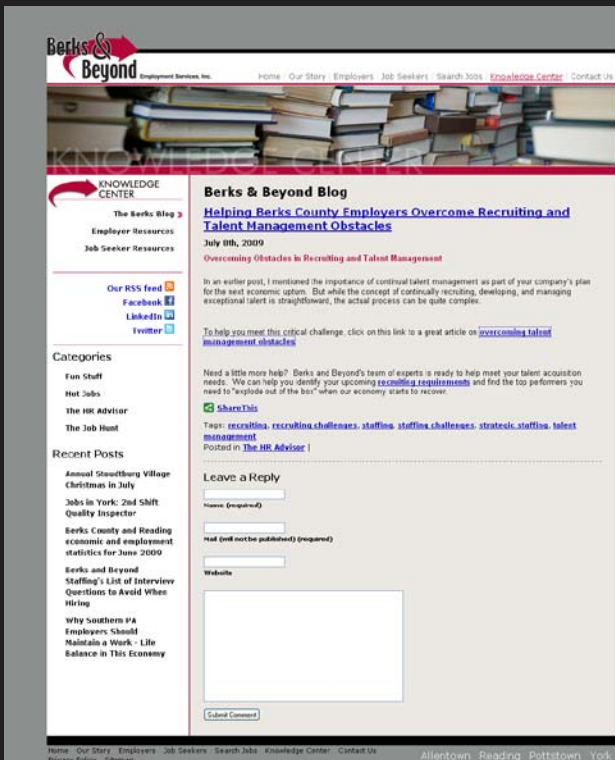 Berks &
Beyond Employment Services, Inc.
Home | Our Story | Employers | Job Seekers | Search Jobs | Knowledge Center | Contact Us
KNOWLEDGE CENTER
KNOWLEDGE
CENTER
The Berks Blog
Employer Resources
Job Seeker Resources
Our RSS feed
Facebook
LinkedIn
Twitter
Categories
Fun Stuff
Hot Jobs
The HR Advisor
The Job Hunt
Recent Posts
Annual Stoudtburg Village
Christmas in July
Jobs in York: 2nd Shift
Quality Inspector
Berks County and Reading
economic and employment
statistics for June 2009
Berks and Beyond
Staffing's List of Interview
Questions to Avoid When
Hiring
Why Southern PA
Employers Should
Maintain a Work - Life
Balance in This Economy
Berks & Beyond Blog
Helping Berks County Employers Overcome Recruiting and
Talent Management Obstacles
July 8th, 2009
Overcoming Obstacles in Recruiting and Talent Management
In an earlier post, I mentioned the importance of continual talent management as part of your company's plan
for the next economic upturn. But while the concept of continually recruiting, developing, and managing
exceptional talent is straightforward, the actual process can be quite complex.
To help you meet this critical challenge, click on this link to a great article on overcoming talent
management obstacles
Need a little more help? Berks and Beyond's team of experts is ready to help meet your talent acquisition
needs. We can help you identify your upcoming recruiting requirements and find the top performers you
need to "explode out of the box" when our economy starts to recover.
ShareThis
Tags: recruiting, recruiting challenges, staffing, staffing challenges, strategic staffing, talent
management
Posted in The HR Advisor |
Leave a Reply
Name (required)
Mail (will not be published) (required)
Website
Submit Comment
Home Our Story Employers Job Seekers Search Jobs Knowledge Center Contact Us
Privacy Policy Sitemap
Allentown Reading Pottstown York